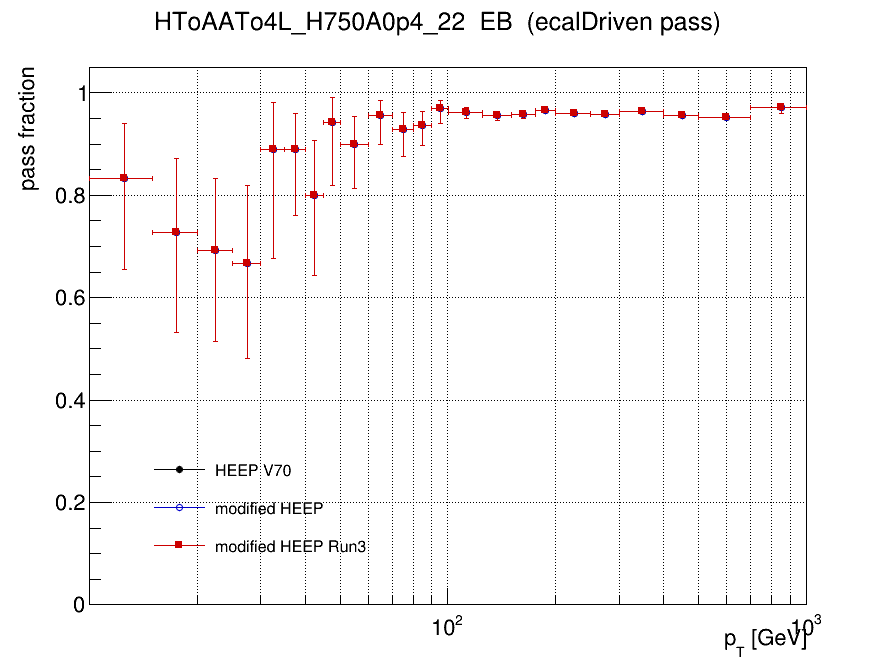 HToAATo4L_H750A0p4_22 EB (ecalDriven pass)
pass fraction
1
0.8
0.6
0.4
0.2
0
HEEP V70
modified HEEP
modified HEEP Run3
10²
10³
p_T [GeV]